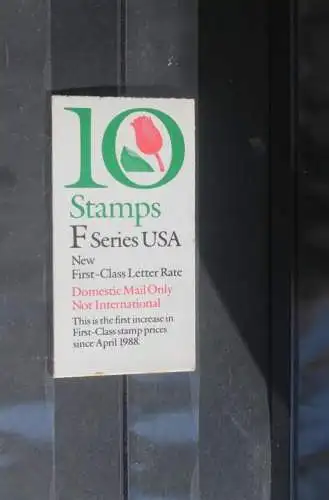 10
Stamps
F Series USA
New
First-Class Letter Rate
Domestic Mail Only
Not International
This is the first increase in
First-Class stamp prices
since April 1988.